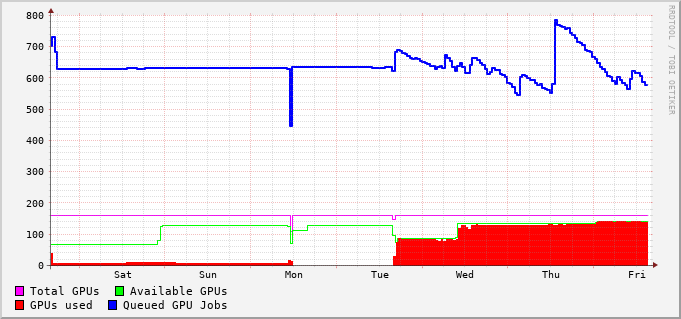 800
700
600
500
400
300
200
100
0
Sat Sun Mon Tue Wed Thu Fri
Total GPUs Available GPUs
GPUs used Queued GPU Jobs
RRDTOOL / TOBI OETIKER